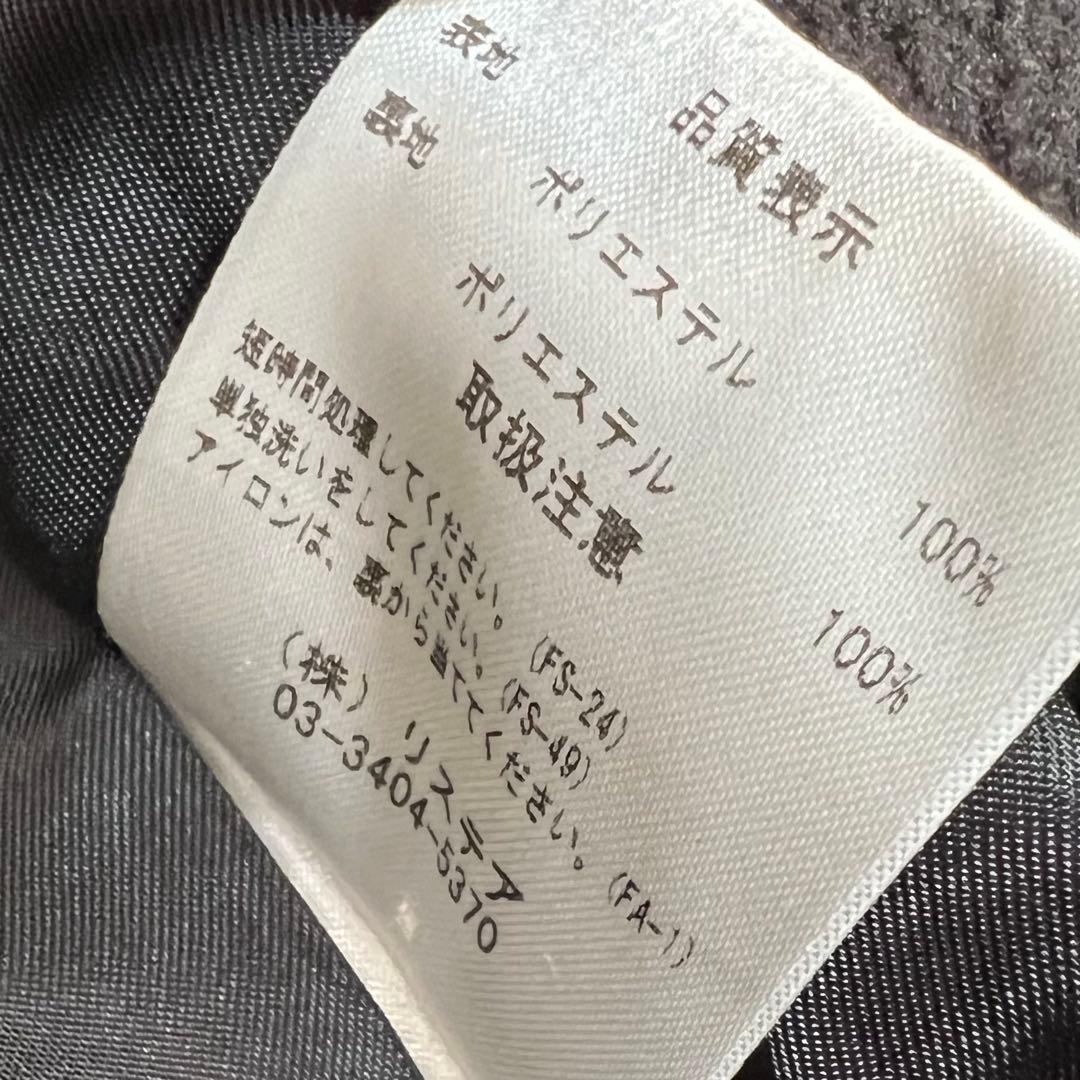 品質表示
表地 ポリエステル 100%
裏地 ポリエステル 100%
取扱注意
短時間処理してください。 (FS-24)
単独洗いをしてください。(FS-49)
アイロンは、裏から当ててください。 (FA-1)
(株) リステア
03-3404-5370